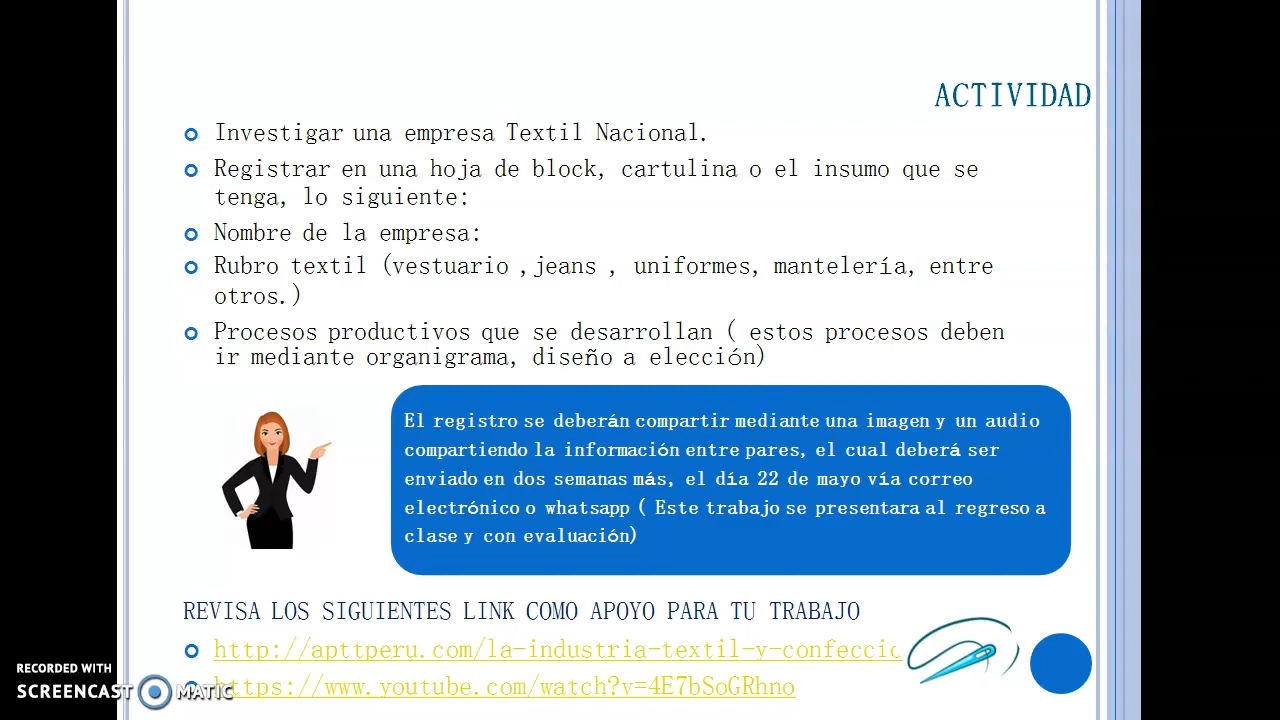 ACTIVIDAD
Investigar una empresa Textil Nacional.
Registrar en una hoja de block, cartulina o el insumo que se
tenga, lo siguiente:
Nombre de la empresa:
Rubro textil (vestuario ,jeans , uniformes, mantelería, entre
otros.)
Procesos productivos que se desarrollan ( estos procesos deben
ir mediante organigrama, diseño a elección)
El registro se deberán compartir mediante una imagen y un audio
compartiendo la información entre pares, el cual deberá ser
enviado en dos semanas más, el día 22 de mayo vía correo
electrónico o whatsapp ( Este trabajo se presentara al regreso a
clase y con evaluación)
REVISA LOS SIGUIENTES LINK COMO APOYO PARA TU TRABAJO
http://apttperu.com/la-industria-textil-y-confeccic
https://www.youtube.com/watch?v=4E7bSoGRhno
RECORDED WITH
SCREENCAST MATIC